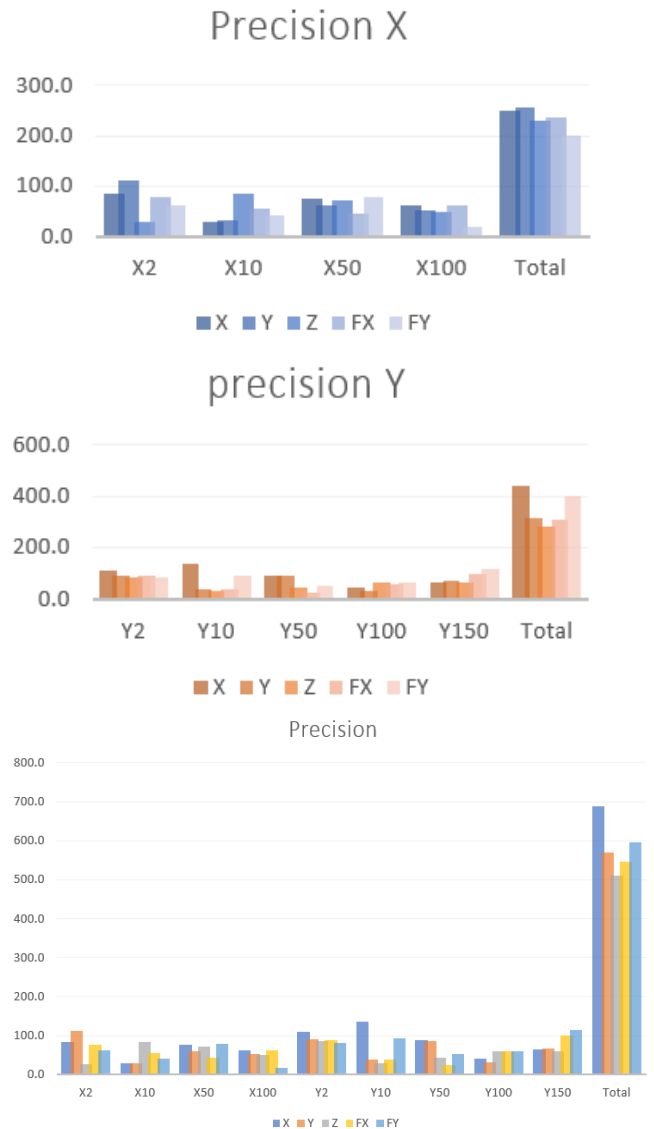 Precision X
300.0
200.0
100.0
0.0
X2 X10 X50 X100 Total
X Y Z FX FY
precision Y
600.0
400.0
200.0
0.0
Y2 Y10 Y50 Y100 Y150 Total
X Y Z FX FY
Precision
800.0
700.0
600.0
500.0
400.0
300.0
200.0
100.0
0.0
X2 X10 X50 X100 Y2 Y10 Y50 Y100 Y150 Total
X Y Z FX FY